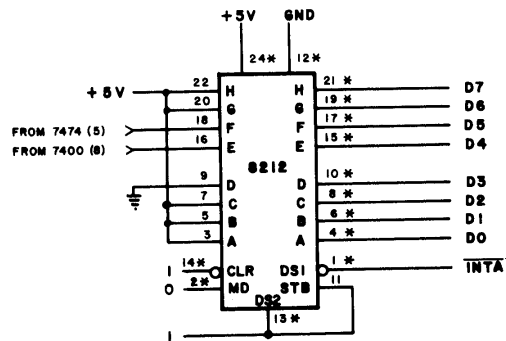 +5V GND
24* 12*
+5V 22 H H 21 * D7
20 G G 19 * D6
FROM 7474 (5) 18 F F 17 * D5
FROM 7400 (8) 16 E E 15 * D4
8212
9 D D 10 * D3
7 C C 8 * D2
5 B B 6 * D1
3 A A 4 * D0
1 14* CLR DS1 1 * INTA
0 2* MD STB 11
DS2
13*
1